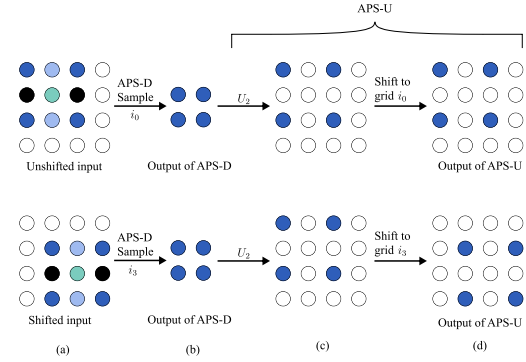 APS-U
APS-D
Sample
i₀
U₂
Shift to
grid i₀
Unshifted input
Output of APS-D
Output of APS-U
APS-D
Sample
i₃
U₂
Shift to
grid i₃
Shifted input
Output of APS-D
Output of APS-U
(a)
(b)
(c)
(d)